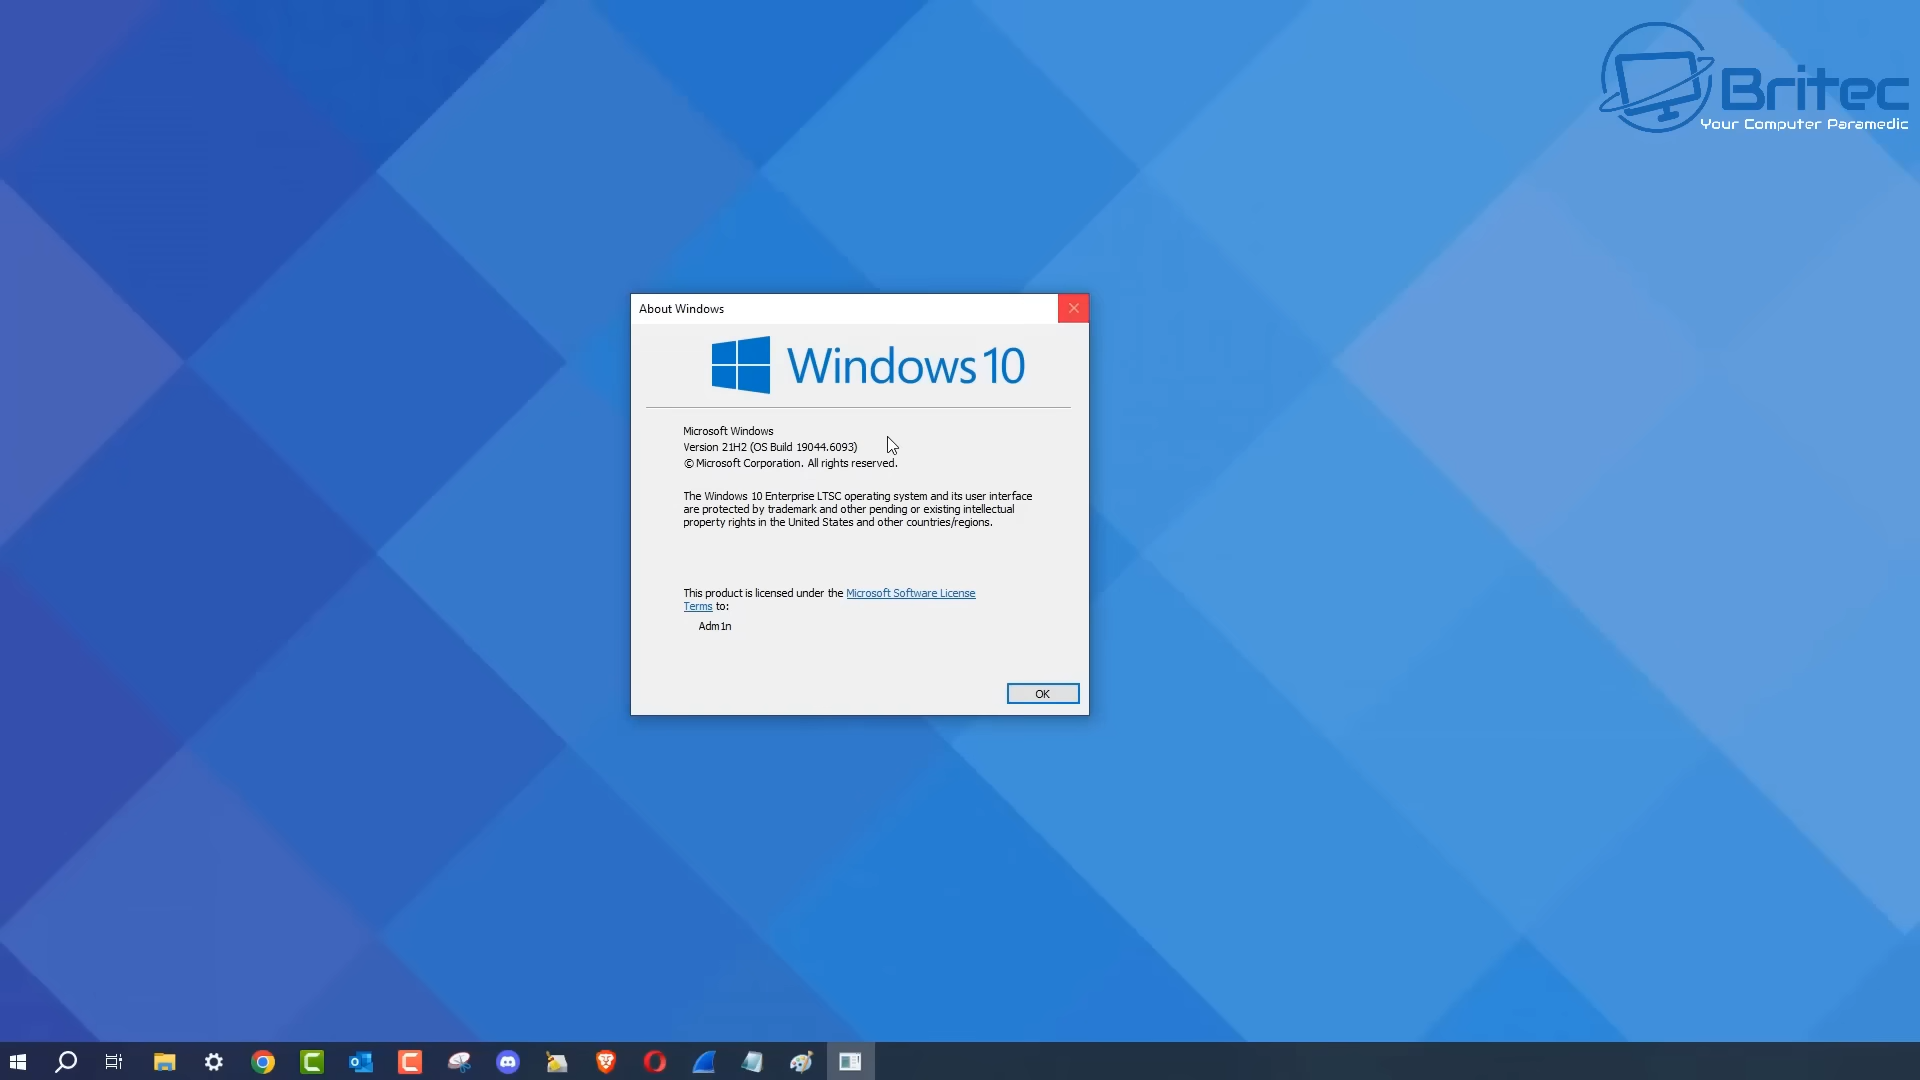 Britec
Your Computer Paramedic
About Windows
Windows 10
Microsoft Windows
Version 21H2 (OS Build 19044.6093)
© Microsoft Corporation. All rights reserved.
The Windows 10 Enterprise LTSC operating system and its user interface
are protected by trademark and other pending or existing intellectual
property rights in the United States and other countries/regions.
This product is licensed under the Microsoft Software License
Terms to:
Adm1n
OK